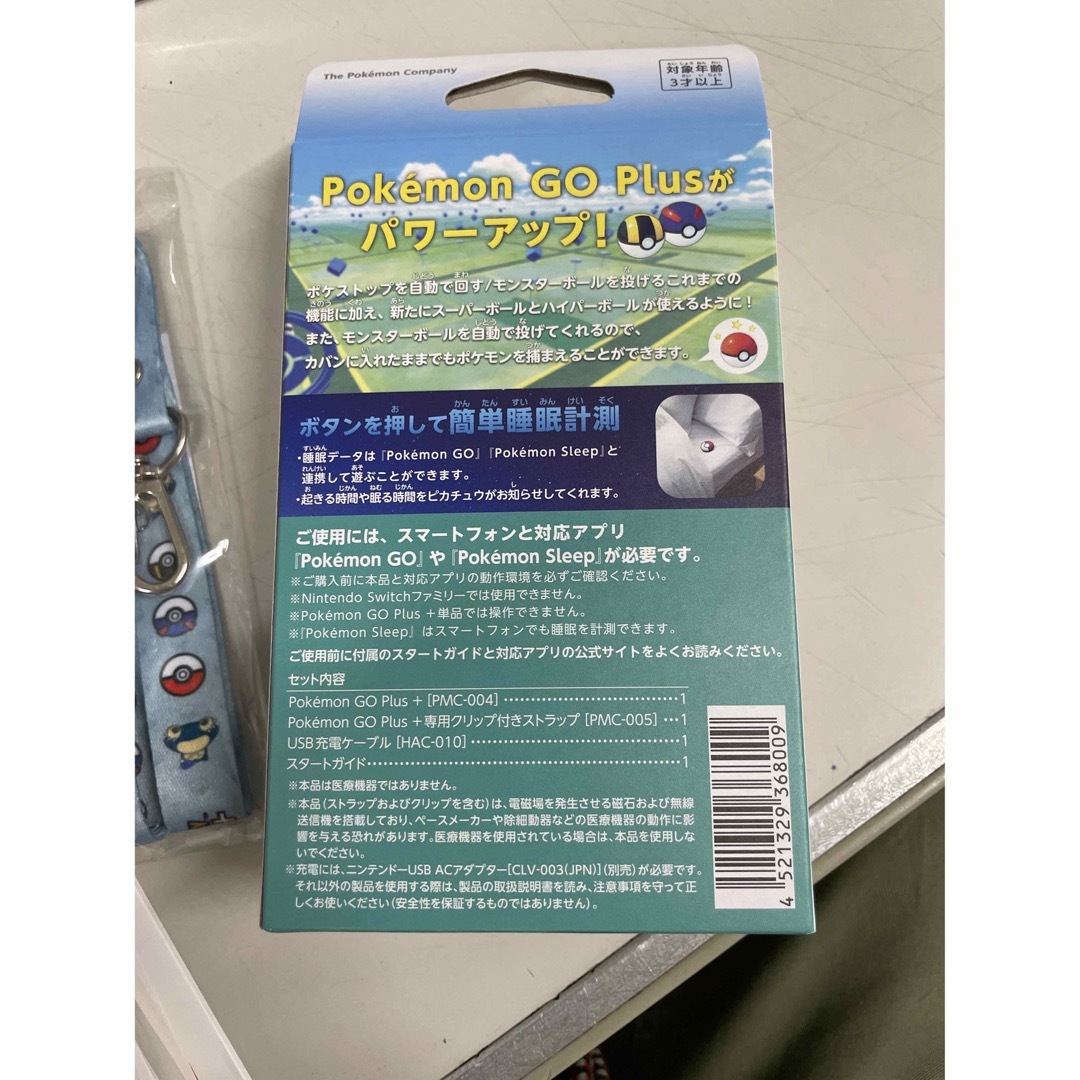 The Pokémon Company
対象年齢
3才以上
Pokémon GO Plusが
パワーアップ!
ポケストップを自動で回す/モンスターボールを投げるこれまでの
機能に加え、新たにスーパーボールとハイパーボールが使えるように!
また、モンスターボールを自動で投げてくれるので、
カバンに入れたままでもポケモンを捕まえることができます。
ボタンを押して簡単睡眠計測
・睡眠データは『Pokémon GO』『Pokémon Sleep』と
連携して遊ぶことができます。
・起きる時間や眠る時間をピカチュウがお知らせしてくれます。
ご使用には、スマートフォンと対応アプリ
『Pokémon GO』や『Pokémon Sleep』が必要です。
※ご購入前に本品と対応アプリの動作環境を必ずご確認ください。
※Nintendo Switchファミリーでは使用できません。
※Pokémon GO Plus +単品では操作できません。
※『Pokémon Sleep』はスマートフォンでも睡眠を計測できます。
ご使用前に付属のスタートガイドと対応アプリの公式サイトをよくお読みください。
セット内容
Pokémon GO Plus + [PMC-004]……………………………1
Pokémon GO Plus +専用クリップ付きストラップ [PMC-005]…1
USB充電ケーブル [HAC-010]……………………………1
スタートガイド……………………………1
※本品は医療機器ではありません。
※本品(ストラップおよびクリップを含む)は、電磁場を発生させる磁石および無線
送信機を搭載しており、ペースメーカーや除細動器などの医療機器の動作に影
響を与える恐れがあります。医療機器を使用されている場合は、本品を使用しな
いでください。
※充電には、ニンテンドーUSB ACアダプター[CLV-003(JPN)](別売)が必要です。
それ以外の製品を使用する際は、製品の取扱説明書を読み、注意事項を守って正
しくお使いください(安全性を保証するものではありません)。
4 521329 368009